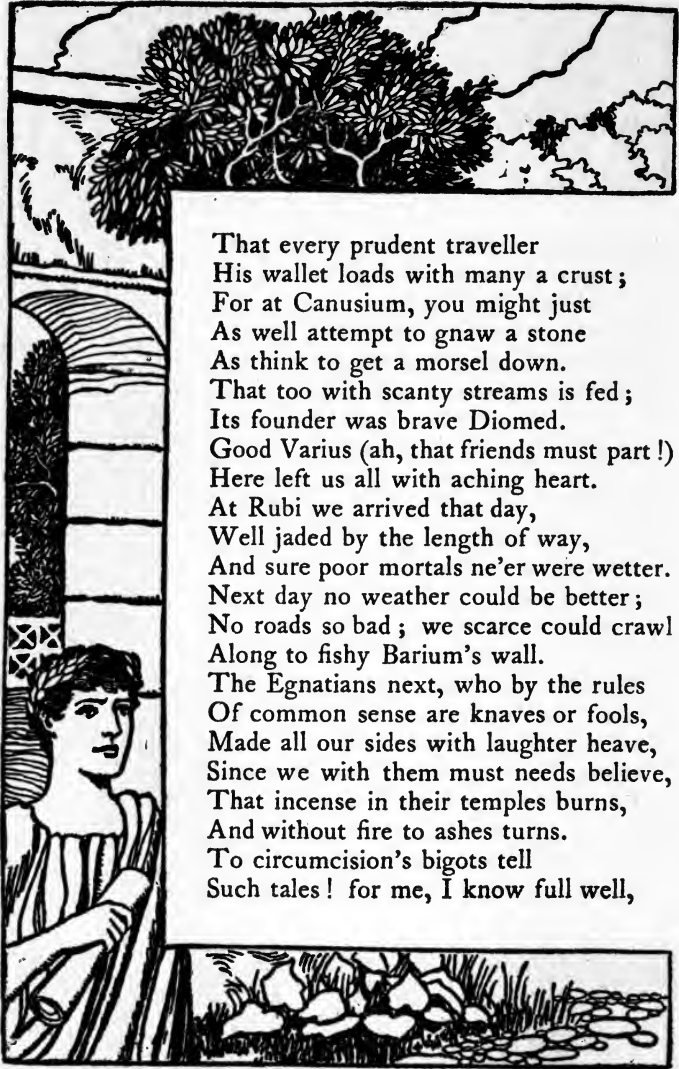 That every prudent traveller
His wallet loads with many a crust;
For at Canusium, you might just
As well attempt to gnaw a stone
As think to get a morsel down.
That too with scanty streams is fed;
Its founder was brave Diomed.
Good Varius (ah, that friends must part!)
Here left us all with aching heart.
At Rubi we arrived that day,
Well jaded by the length of way,
And sure poor mortals ne'er were wetter.
Next day no weather could be better;
No roads so bad; we scarce could crawl
Along to fishy Barium's wall.
The Egnatians next, who by the rules
Of common sense are knaves or fools,
Made all our sides with laughter heave,
Since we with them must needs believe,
That incense in their temples burns,
And without fire to ashes turns.
To circumcision's bigots tell
Such tales! for me, I know full well,